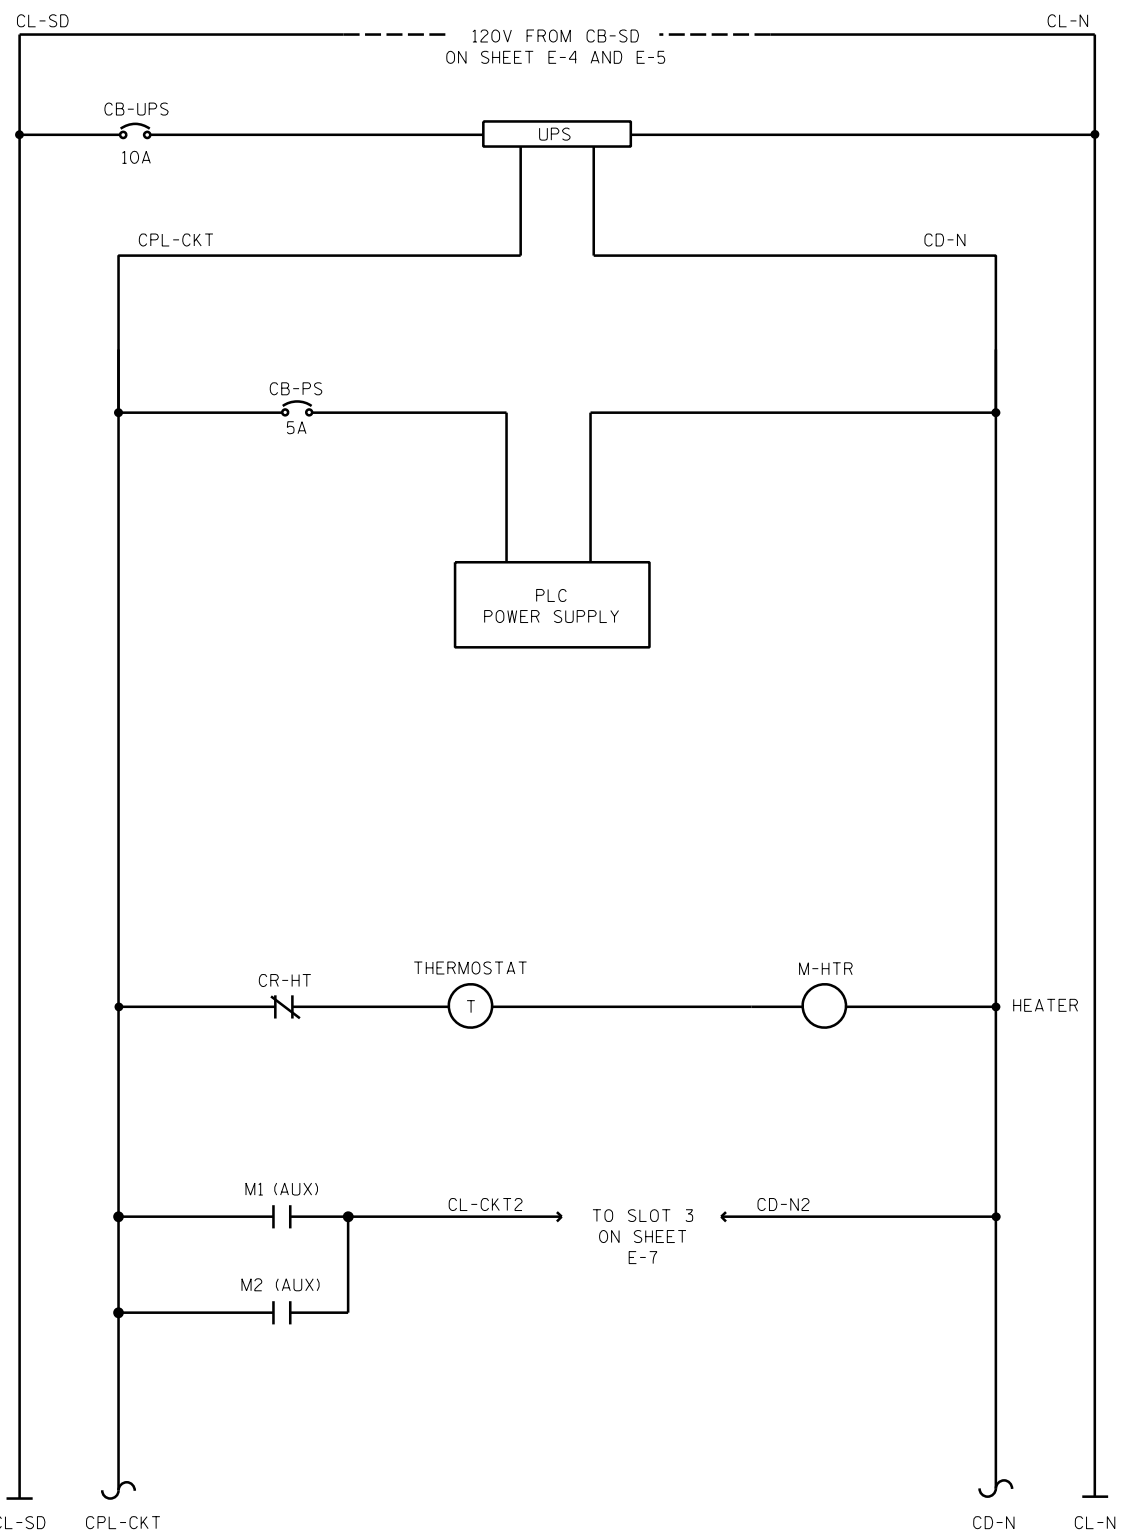 CL-SD
CL-N
120V FROM CB-SD
ON SHEET E-4 AND E-5
CB-UPS
10A
UPS
CPL-CKT
CD-N
CB-PS
5A
PLC
POWER SUPPLY
CR-HT
THERMOSTAT
T
M-HTR
HEATER
M1 (AUX)
CL-CKT2
TO SLOT 3
ON SHEET
E-7
CD-N2
M2 (AUX)
CL-SD
CPL-CKT
CD-N
CL-N